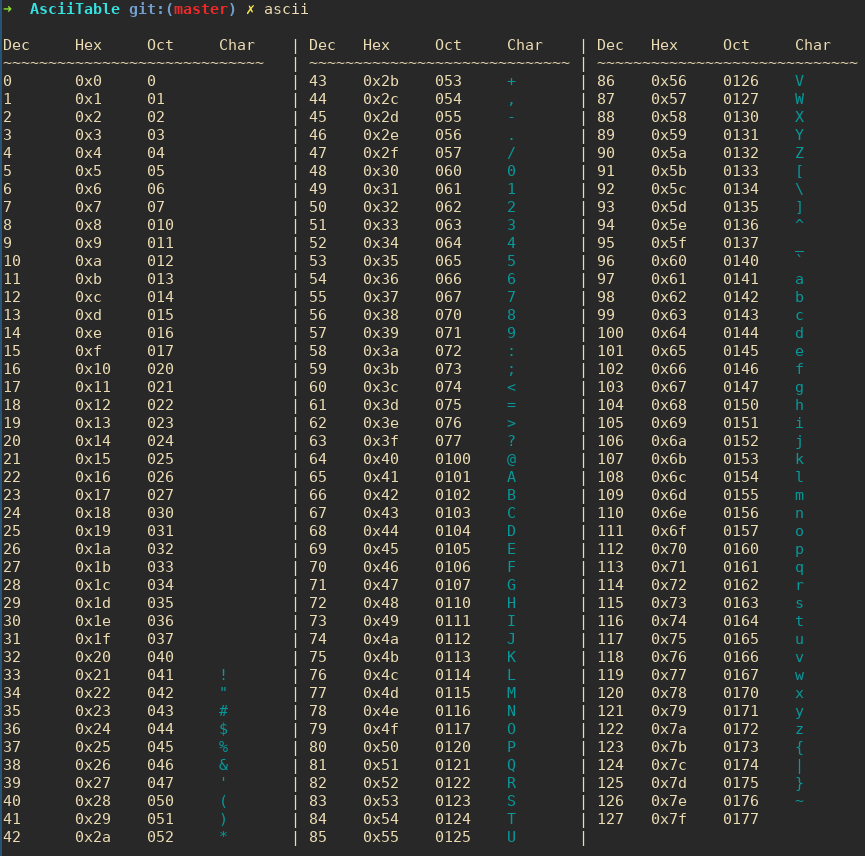 ➜  AsciiTable git:(master) ✗ ascii
Dec     Hex     Oct     Char    | Dec   Hex     Oct     Char    | Dec   Hex     Oct     Char
~~~~~~~~~~~~~~~~~~~~~~~~~~~~~   | ~~~~~~~~~~~~~~~~~~~~~~~~~~~~~ | ~~~~~~~~~~~~~~~~~~~~~~~~~~~~~
0       0x0     0               | 43    0x2b    053     +       | 86    0x56    0126    V
1       0x1     01              | 44    0x2c    054     ,       | 87    0x57    0127    W
2       0x2     02              | 45    0x2d    055     -       | 88    0x58    0130    X
3       0x3     03              | 46    0x2e    056     .       | 89    0x59    0131    Y
4       0x4     04              | 47    0x2f    057     /       | 90    0x5a    0132    Z
5       0x5     05              | 48    0x30    060     0       | 91    0x5b    0133    [
6       0x6     06              | 49    0x31    061     1       | 92    0x5c    0134    \
7       0x7     07              | 50    0x32    062     2       | 93    0x5d    0135    ]
8       0x8     010             | 51    0x33    063     3       | 94    0x5e    0136    ^
9       0x9     011             | 52    0x34    064     4       | 95    0x5f    0137    _
10      0xa     012             | 53    0x35    065     5       | 96    0x60    0140    `
11      0xb     013             | 54    0x36    066     6       | 97    0x61    0141    a
12      0xc     014             | 55    0x37    067     7       | 98    0x62    0142    b
13      0xd     015             | 56    0x38    070     8       | 99    0x63    0143    c
14      0xe     016             | 57    0x39    071     9       | 100   0x64    0144    d
15      0xf     017             | 58    0x3a    072     :       | 101   0x65    0145    e
16      0x10    020             | 59    0x3b    073     ;       | 102   0x66    0146    f
17      0x11    021             | 60    0x3c    074     <       | 103   0x67    0147    g
18      0x12    022             | 61    0x3d    075     =       | 104   0x68    0150    h
19      0x13    023             | 62    0x3e    076     >       | 105   0x69    0151    i
20      0x14    024             | 63    0x3f    077     ?       | 106   0x6a    0152    j
21      0x15    025             | 64    0x40    0100    @       | 107   0x6b    0153    k
22      0x16    026             | 65    0x41    0101    A       | 108   0x6c    0154    l
23      0x17    027             | 66    0x42    0102    B       | 109   0x6d    0155    m
24      0x18    030             | 67    0x43    0103    C       | 110   0x6e    0156    n
25      0x19    031             | 68    0x44    0104    D       | 111   0x6f    0157    o
26      0x1a    032             | 69    0x45    0105    E       | 112   0x70    0160    p
27      0x1b    033             | 70    0x46    0106    F       | 113   0x71    0161    q
28      0x1c    034             | 71    0x47    0107    G       | 114   0x72    0162    r
29      0x1d    035             | 72    0x48    0110    H       | 115   0x73    0163    s
30      0x1e    036             | 73    0x49    0111    I       | 116   0x74    0164    t
31      0x1f    037             | 74    0x4a    0112    J       | 117   0x75    0165    u
32      0x20    040             | 75    0x4b    0113    K       | 118   0x76    0166    v
33      0x21    041     !       | 76    0x4c    0114    L       | 119   0x77    0167    w
34      0x22    042     "       | 77    0x4d    0115    M       | 120   0x78    0170    x
35      0x23    043     #       | 78    0x4e    0116    N       | 121   0x79    0171    y
36      0x24    044     $       | 79    0x4f    0117    O       | 122   0x7a    0172    z
37      0x25    045     %       | 80    0x50    0120    P       | 123   0x7b    0173    {
38      0x26    046     &       | 81    0x51    0121    Q       | 124   0x7c    0174    |
39      0x27    047     '       | 82    0x52    0122    R       | 125   0x7d    0175    }
40      0x28    050     (       | 83    0x53    0123    S       | 126   0x7e    0176    ~
41      0x29    051     )       | 84    0x54    0124    T       | 127   0x7f    0177
42      0x2a    052     *       | 85    0x55    0125    U       |